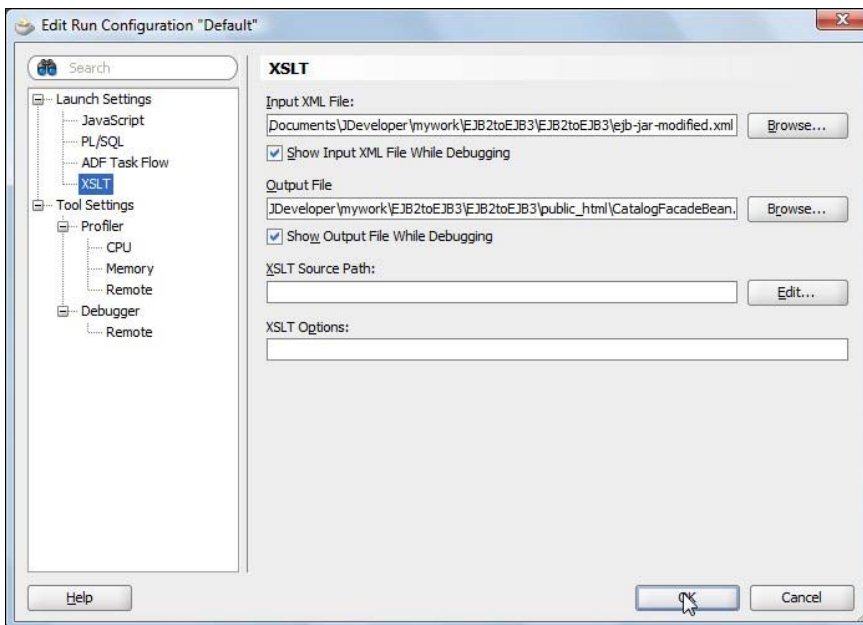 Edit Run Configuration "Default"
Search
Launch Settings
JavaScript
PL/SQL
ADF Task Flow
XSLT
Tool Settings
Profiler
CPU
Memory
Remote
Debugger
Remote
XSLT
Input XML File:
Documents\JDeveloper\mywork\EJB2toEJB3\EJB2toEJB3\ejb-jar-modified.xml
Browse...
Show Input XML File While Debugging
Output File
JDeveloper\mywork\EJB2toEJB3\EJB2toEJB3\public_html\CatalogFacadeBean.
Browse...
Show Output File While Debugging
XSLT Source Path:
Edit...
XSLT Options:
Help
OK
Cancel